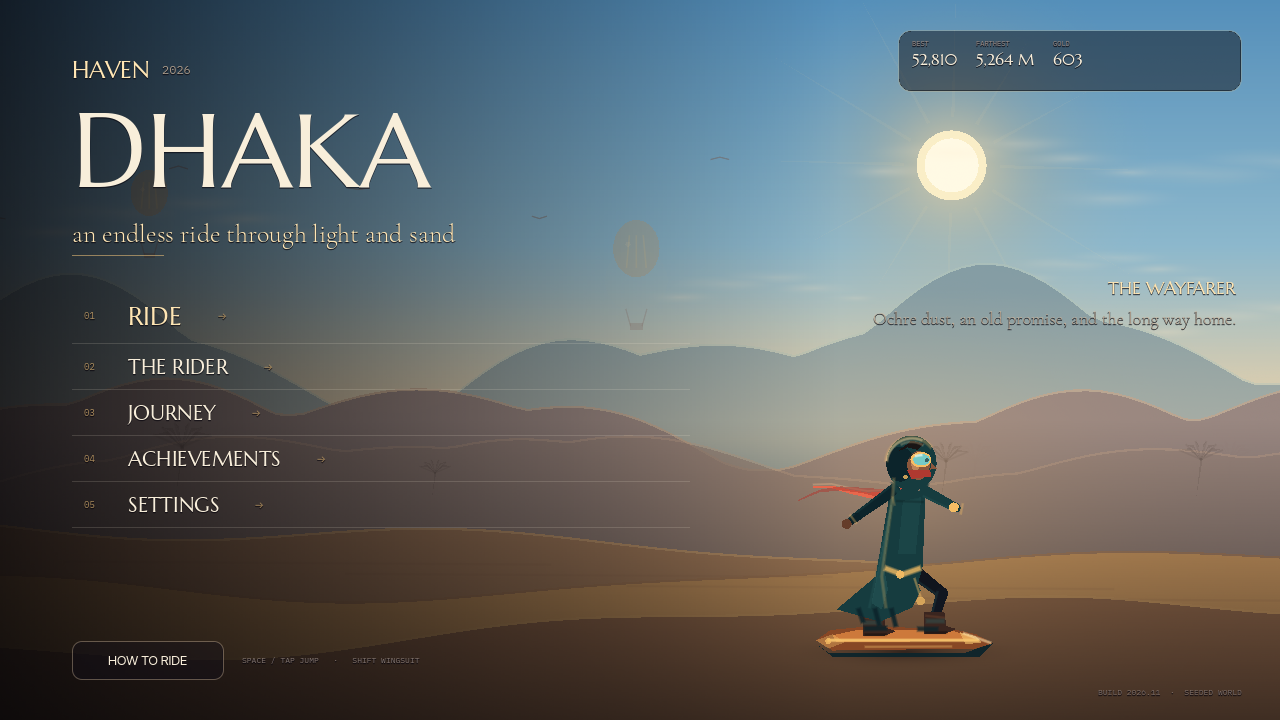 HAVEN 2026
DHAKA
an endless ride through light and sand
BEST FARTHEST GOLD
52,810 5,264 M 603
THE WAYFARER
Ochre dust, an old promise, and the long way home.
01 RIDE →
02 THE RIDER →
03 JOURNEY →
04 ACHIEVEMENTS →
05 SETTINGS →
HOW TO RIDE
SPACE / TAP JUMP · SHIFT WINGSUIT
BUILD 2026.11 · SEEDED WORLD